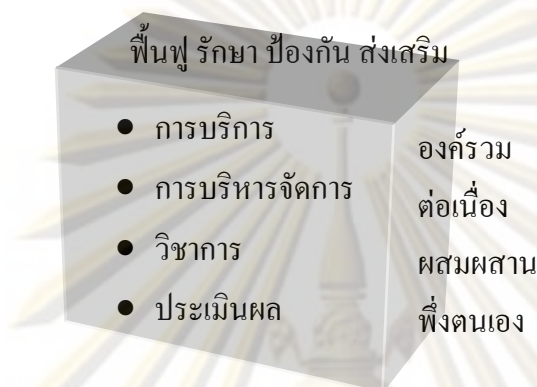 ฟื้นฟู รักษา ป้องกัน ส่งเสริม
● การบริการ
● การบริหารจัดการ
● วิชาการ
● ประเมินผล
องค์รวม
ต่อเนื่อง
ผสมผสาน
พึ่งตนเอง